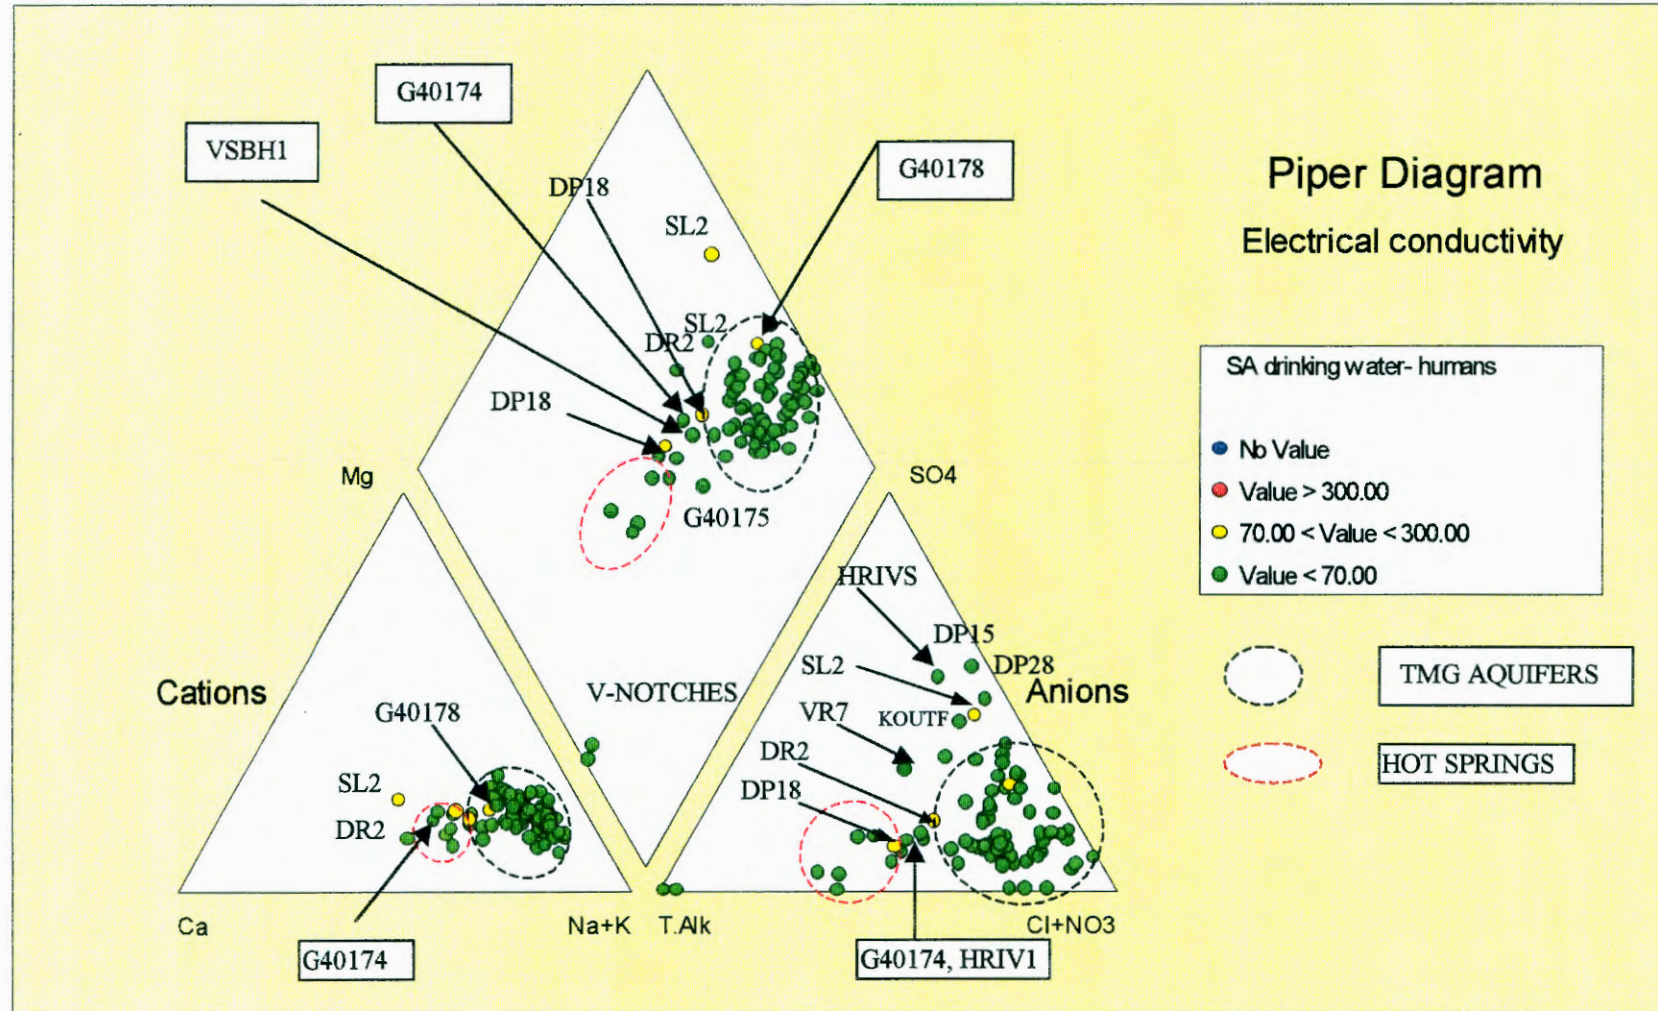 G40174
VSBH1
G40178
Piper Diagram
DP18
SL2
Electrical conductivity
SL2
DR2
SA drinking water- humans
DP18
No Value
Mg
SO4
Value > 300.00
G40175
70.00 < Value < 300.00
HRIVS
Value < 70.00
DP15
SL2
DP28
TMG AQUIFERS
Cations
V-NOTCHES
Anions
G40178
VR7
KOUTF
DR2
HOT SPRINGS
SL2
DP18
DR2
Ca
Na+K
T.Alk
Cl+NO3
G40174
G40174, HRIV1